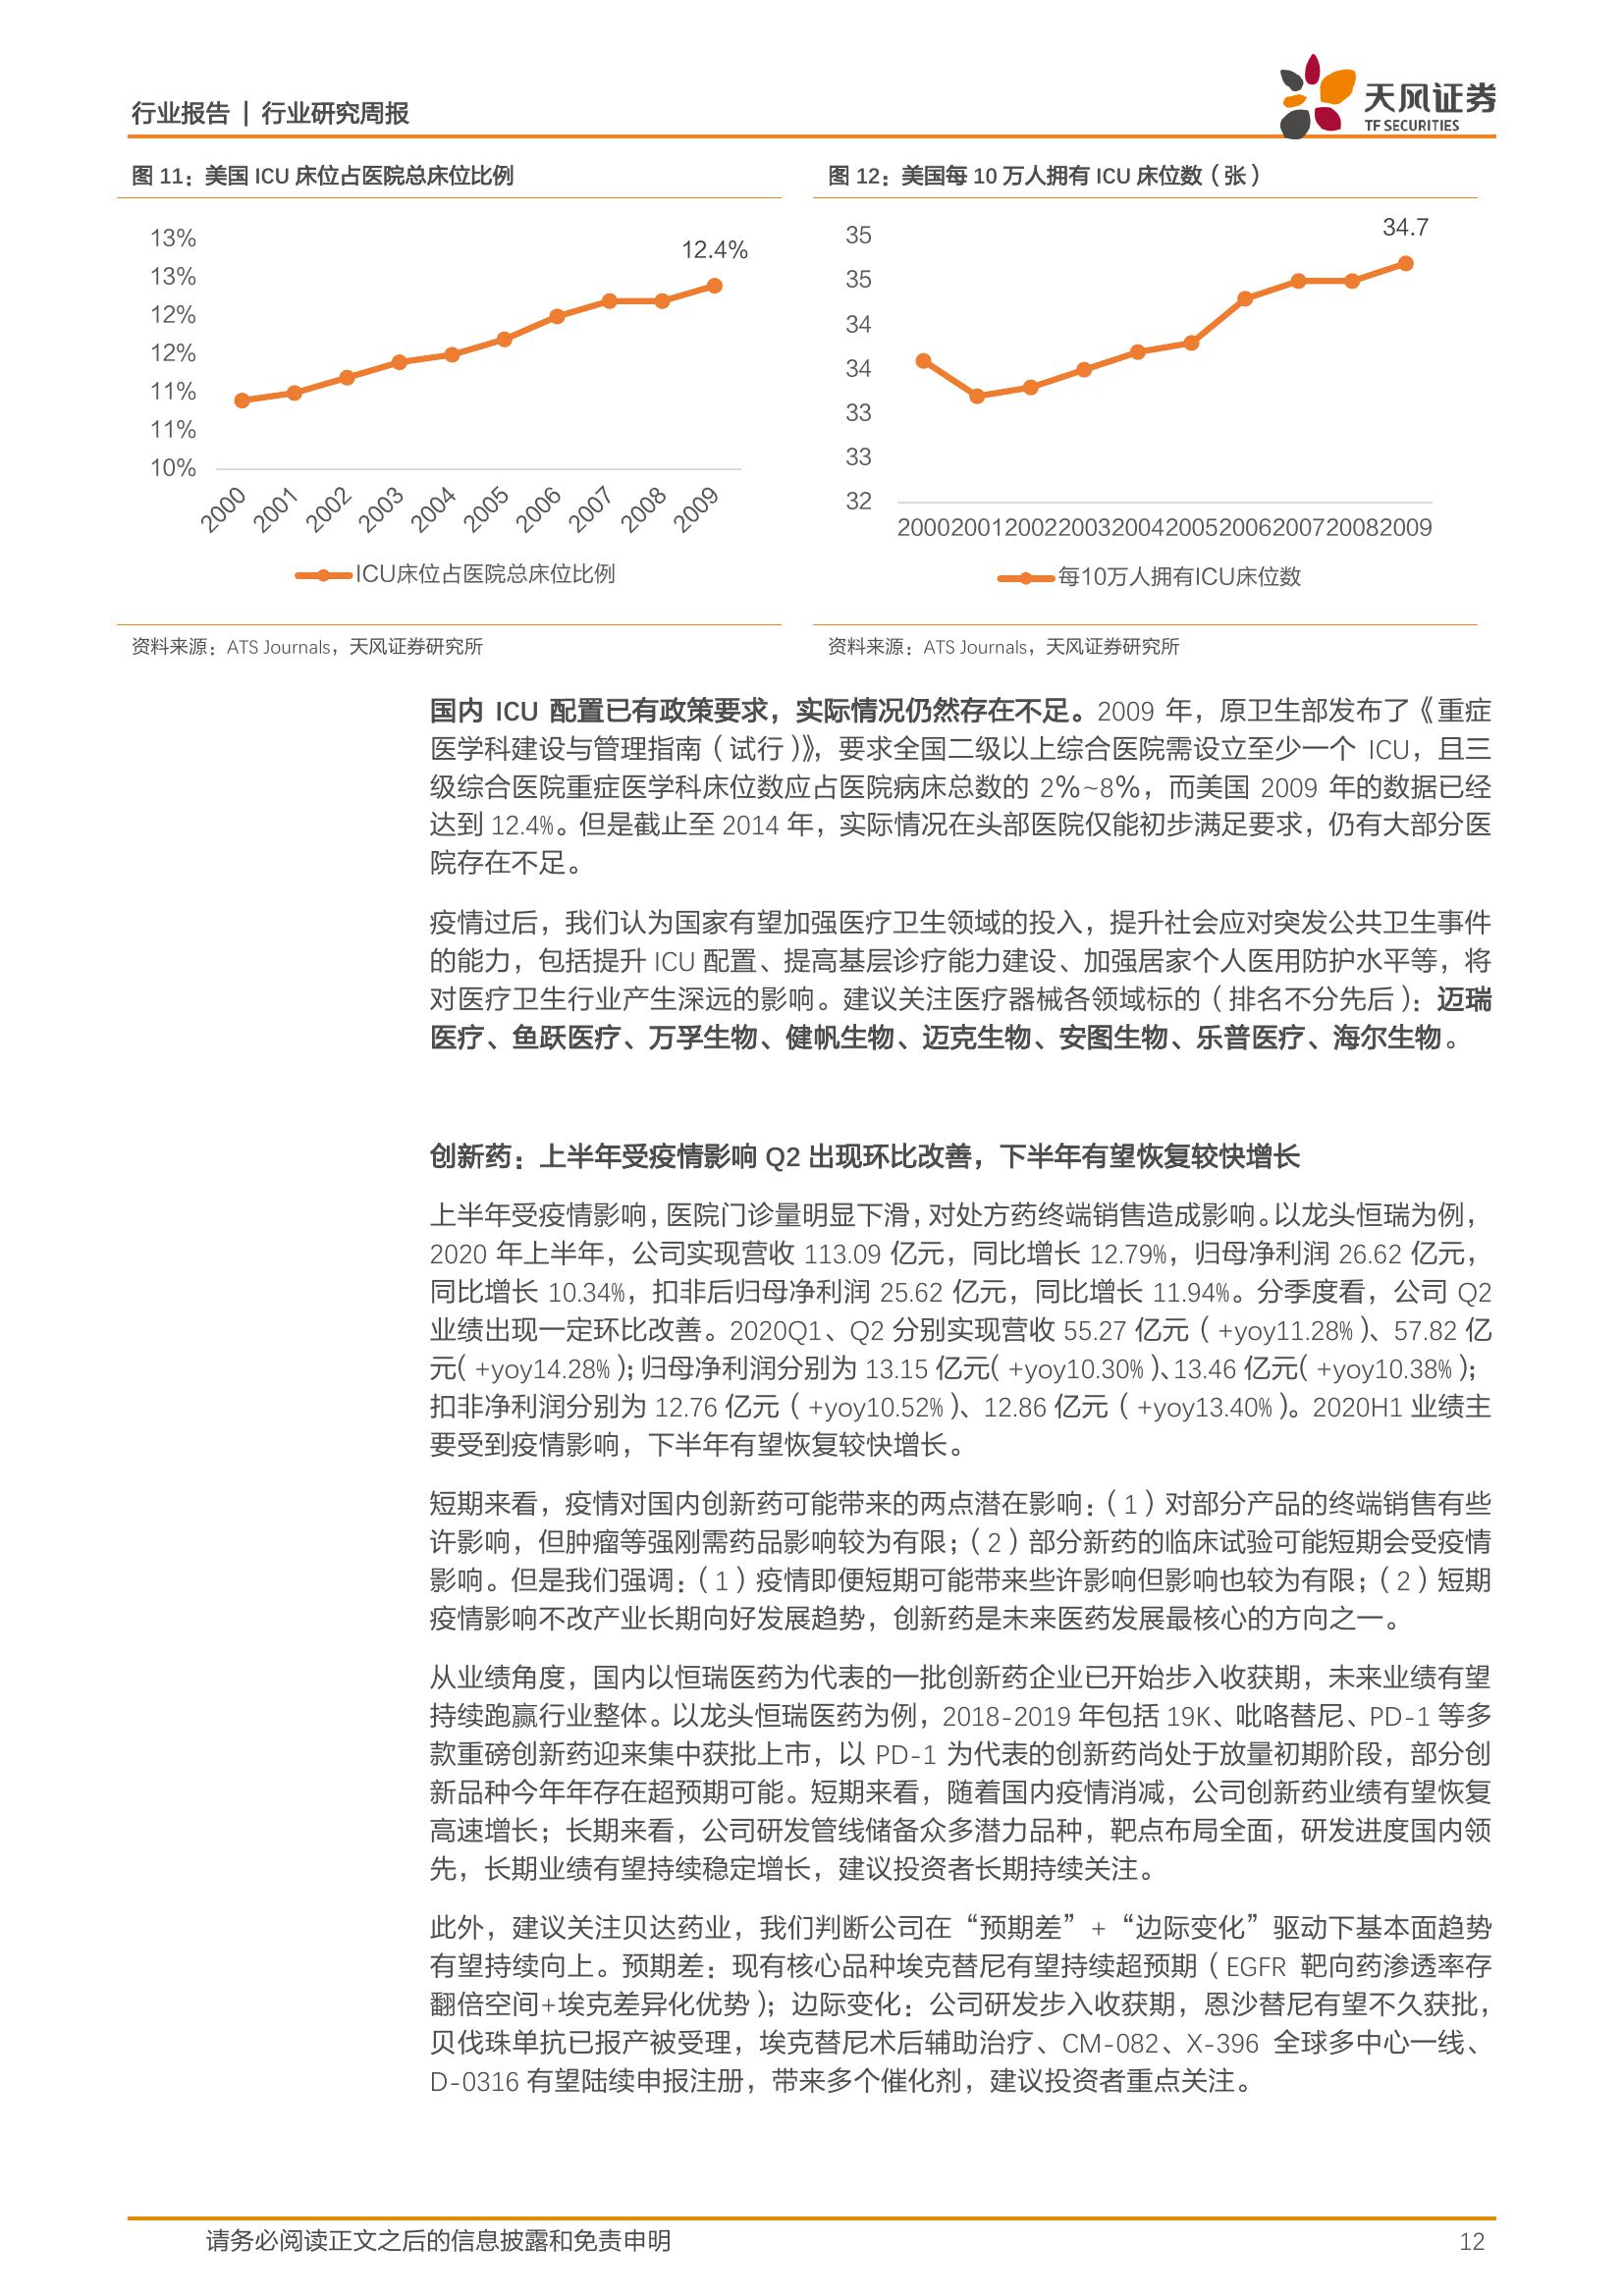 行业报告 | 行业研究周报
天风证券
TF SECURITIES
图 11：美国 ICU 床位占医院总床位比例
13%
13%
12%
12%
11%
11%
10%
12.4%
2000 2001 2002 2003 2004 2005 2006 2007 2008 2009
ICU床位占医院总床位比例
资料来源：ATS Journals，天风证券研究所
图 12：美国每 10 万人拥有 ICU 床位数（张）
35
35
34
34
33
33
32
34.7
2000200120022003200420052006200720082009
每10万人拥有ICU床位数
资料来源：ATS Journals，天风证券研究所
国内 ICU 配置已有政策要求，实际情况仍然存在不足。2009 年，原卫生部发布了《重症
医学科建设与管理指南（试行）》，要求全国二级以上综合医院需设立至少一个 ICU，且三
级综合医院重症医学科床位数应占医院病床总数的 2%~8%，而美国 2009 年的数据已经
达到 12.4%。但是截止至 2014 年，实际情况在头部医院仅能初步满足要求，仍有大部分医
院存在不足。
疫情过后，我们认为国家有望加强医疗卫生领域的投入，提升社会应对突发公共卫生事件
的能力，包括提升 ICU 配置、提高基层诊疗能力建设、加强居家个人医用防护水平等，将
对医疗卫生行业产生深远的影响。建议关注医疗器械各领域标的（排名不分先后）：迈瑞
医疗、鱼跃医疗、万孚生物、健帆生物、迈克生物、安图生物、乐普医疗、海尔生物。
创新药：上半年受疫情影响 Q2 出现环比改善，下半年有望恢复较快增长
上半年受疫情影响，医院门诊量明显下滑，对处方药终端销售造成影响。以龙头恒瑞为例，
2020 年上半年，公司实现营收 113.09 亿元，同比增长 12.79%，归母净利润 26.62 亿元，
同比增长 10.34%，扣非后归母净利润 25.62 亿元，同比增长 11.94%。分季度看，公司 Q2
业绩出现一定环比改善。2020Q1、Q2 分别实现营收 55.27 亿元（+yoy11.28%）、57.82 亿
元（+yoy14.28%）；归母净利润分别为 13.15 亿元（+yoy10.30%）、13.46 亿元（+yoy10.38%）；
扣非净利润分别为 12.76 亿元（+yoy10.52%）、12.86 亿元（+yoy13.40%）。2020H1 业绩主
要受到疫情影响，下半年有望恢复较快增长。
短期来看，疫情对国内创新药可能带来的两点潜在影响：（1）对部分产品的终端销售有些
许影响，但肿瘤等强刚需药品影响较为有限；（2）部分新药的临床试验可能短期会受疫情
影响。但是我们强调：（1）疫情即便短期可能带来些许影响但影响也较为有限；（2）短期
疫情影响不改产业长期向好发展趋势，创新药是未来医药发展最核心的方向之一。
从业绩角度，国内以恒瑞医药为代表的一批创新药企业已开始步入收获期，未来业绩有望
持续跑赢行业整体。以龙头恒瑞医药为例，2018-2019 年包括 19K、吡咯替尼、PD-1 等多
款重磅创新药迎来集中获批上市，以 PD-1 为代表的创新药尚处于放量初期阶段，部分创
新品种今年年存在超预期可能。短期来看，随着国内疫情消减，公司创新药业绩有望恢复
高速增长；长期来看，公司研发管线储备众多潜力品种，靶点布局全面，研发进度国内领
先，长期业绩有望持续稳定增长，建议投资者长期持续关注。
此外，建议关注贝达药业，我们判断公司在“预期差”+“边际变化”驱动下基本面趋势
有望持续向上。预期差：现有核心品种埃克替尼有望持续超预期（EGFR 靶向药渗透率存
翻倍空间+埃克差异化优势）；边际变化：公司研发步入收获期，恩沙替尼有望不久获批，
贝伐珠单抗已报产被受理，埃克替尼术后辅助治疗、CM-082、X-396 全球多中心一线、
D-0316 有望陆续申报注册，带来多个催化剂，建议投资者重点关注。
请务必阅读正文之后的信息披露和免责申明
12